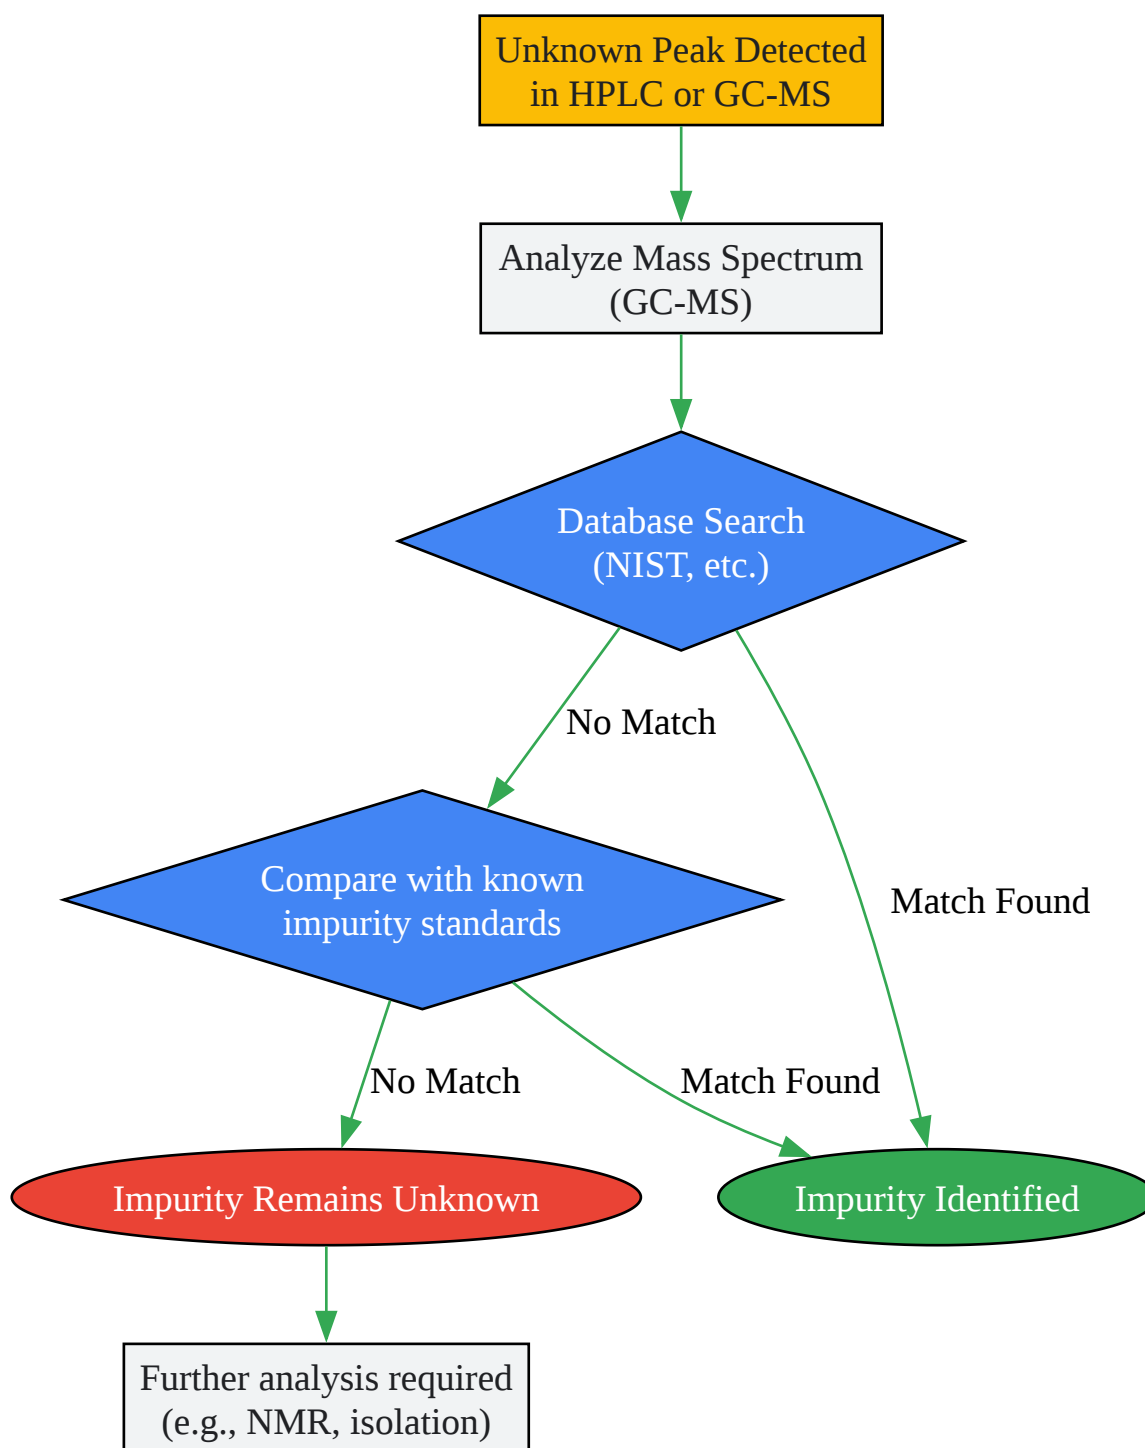 Unknown Peak Detected
in HPLC or GC-MS
Analyze Mass Spectrum
(GC-MS)
Database Search
(NIST, etc.)
No Match
Compare with known
impurity standards
Match Found
No Match
Match Found
Impurity Remains Unknown
Impurity Identified
Further analysis required
(e.g., NMR, isolation)